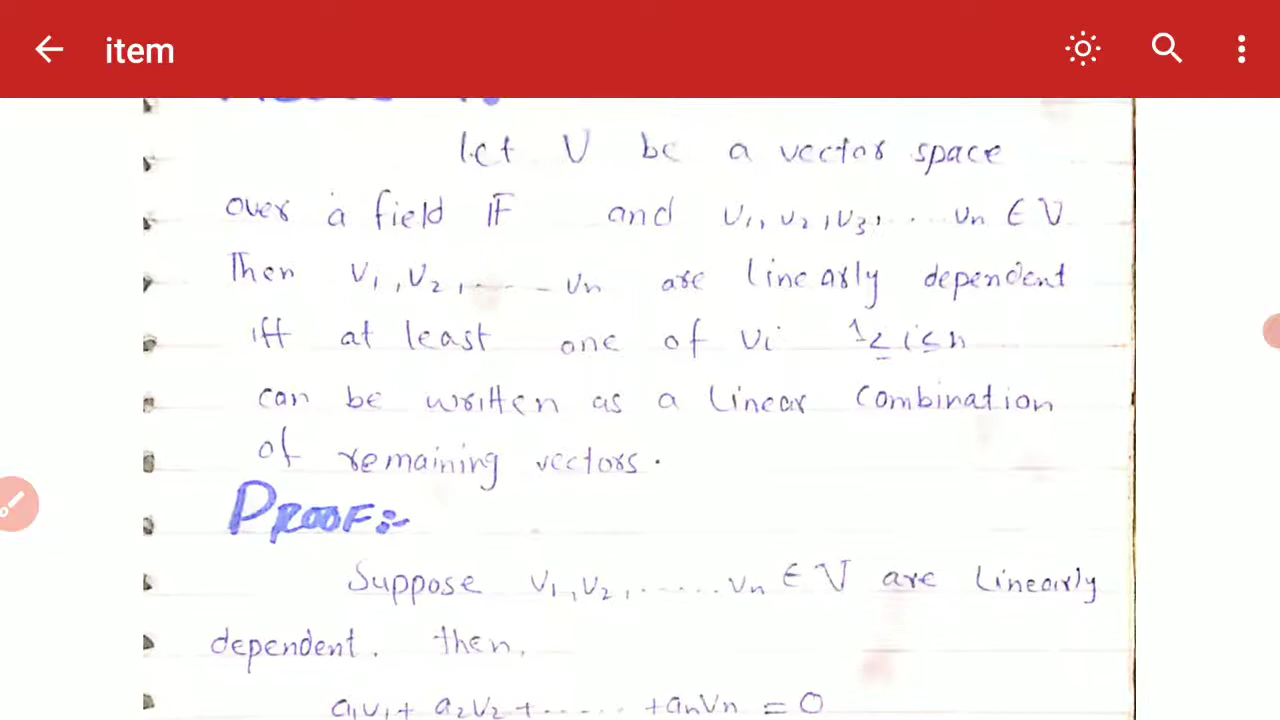 item
Let V be a vector space
over a field F and v1, v2, v3, .... vn ∈ V
Then v1, v2, ..... vn are linearly dependent
iff at least one of vi 1≤i≤n
can be written as a linear combination
of remaining vectors.
PROOF:-
Suppose v1, v2, ...... vn ∈ V are Linearly
dependent. then,
a1v1 + a2v2 + ...... + anvn = 0